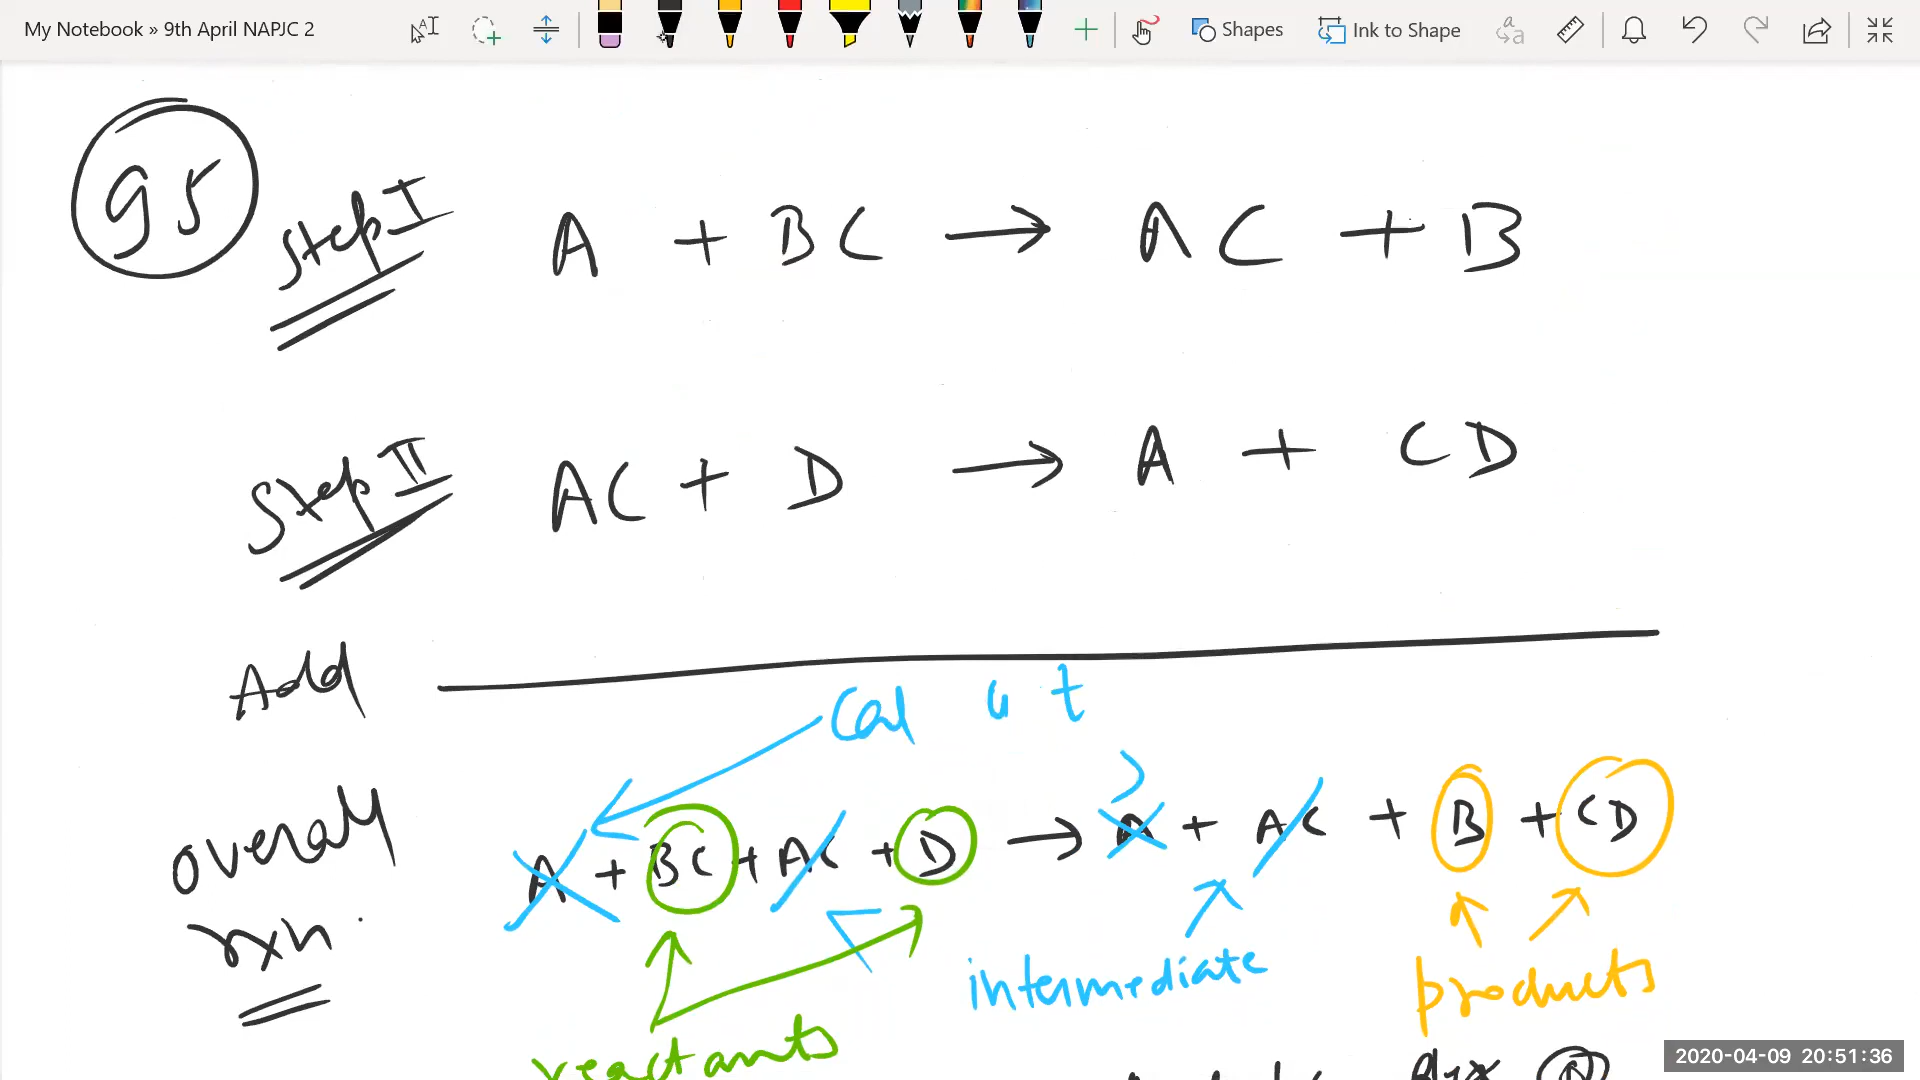 My Notebook » 9th April NAPJC 2
Shapes
Ink to Shape
95
Step I A + BC → AC + B
Step II AC + D → A + CD
Add
Cal t
overall A + BC + AC + D → A + AC + B + CD
rxn
intermediate
products
reactants
2020-04-09 20:51:36